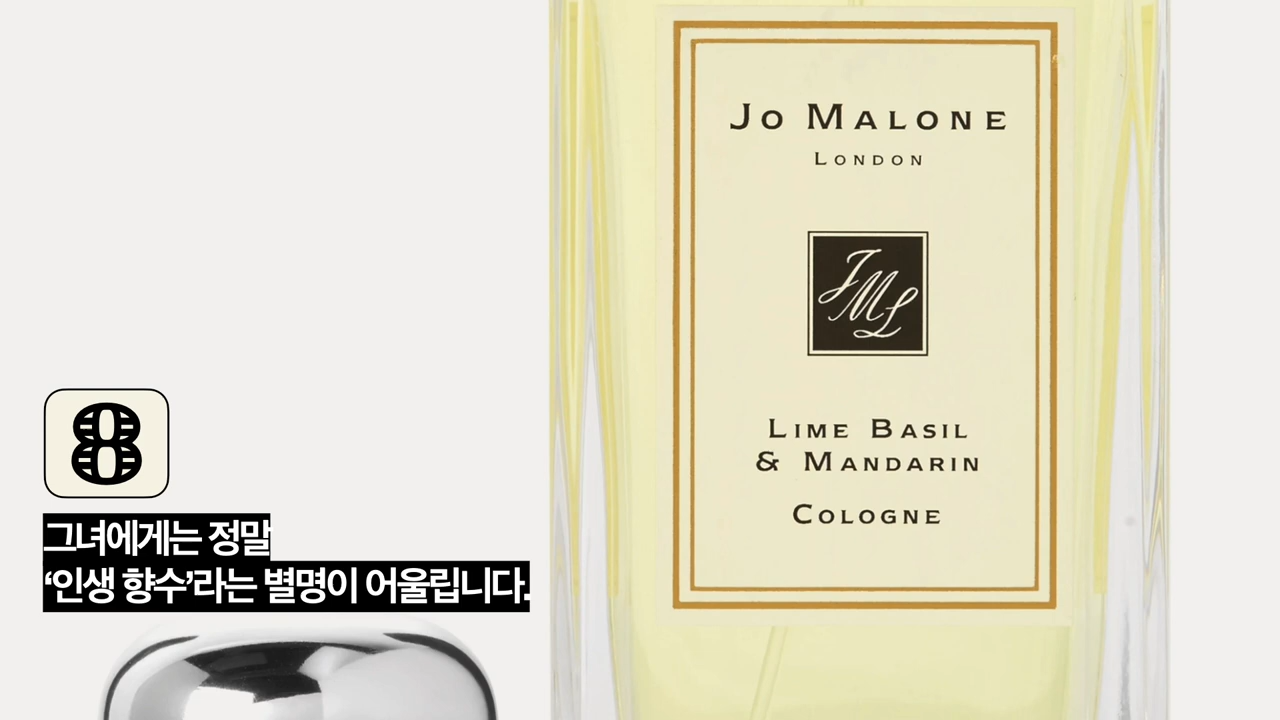 Jo Malone
London
JML
Lime Basil
& Mandarin
Cologne
8
그녀에게는 정말
‘인생 향수’라는 별명이 어울립니다.